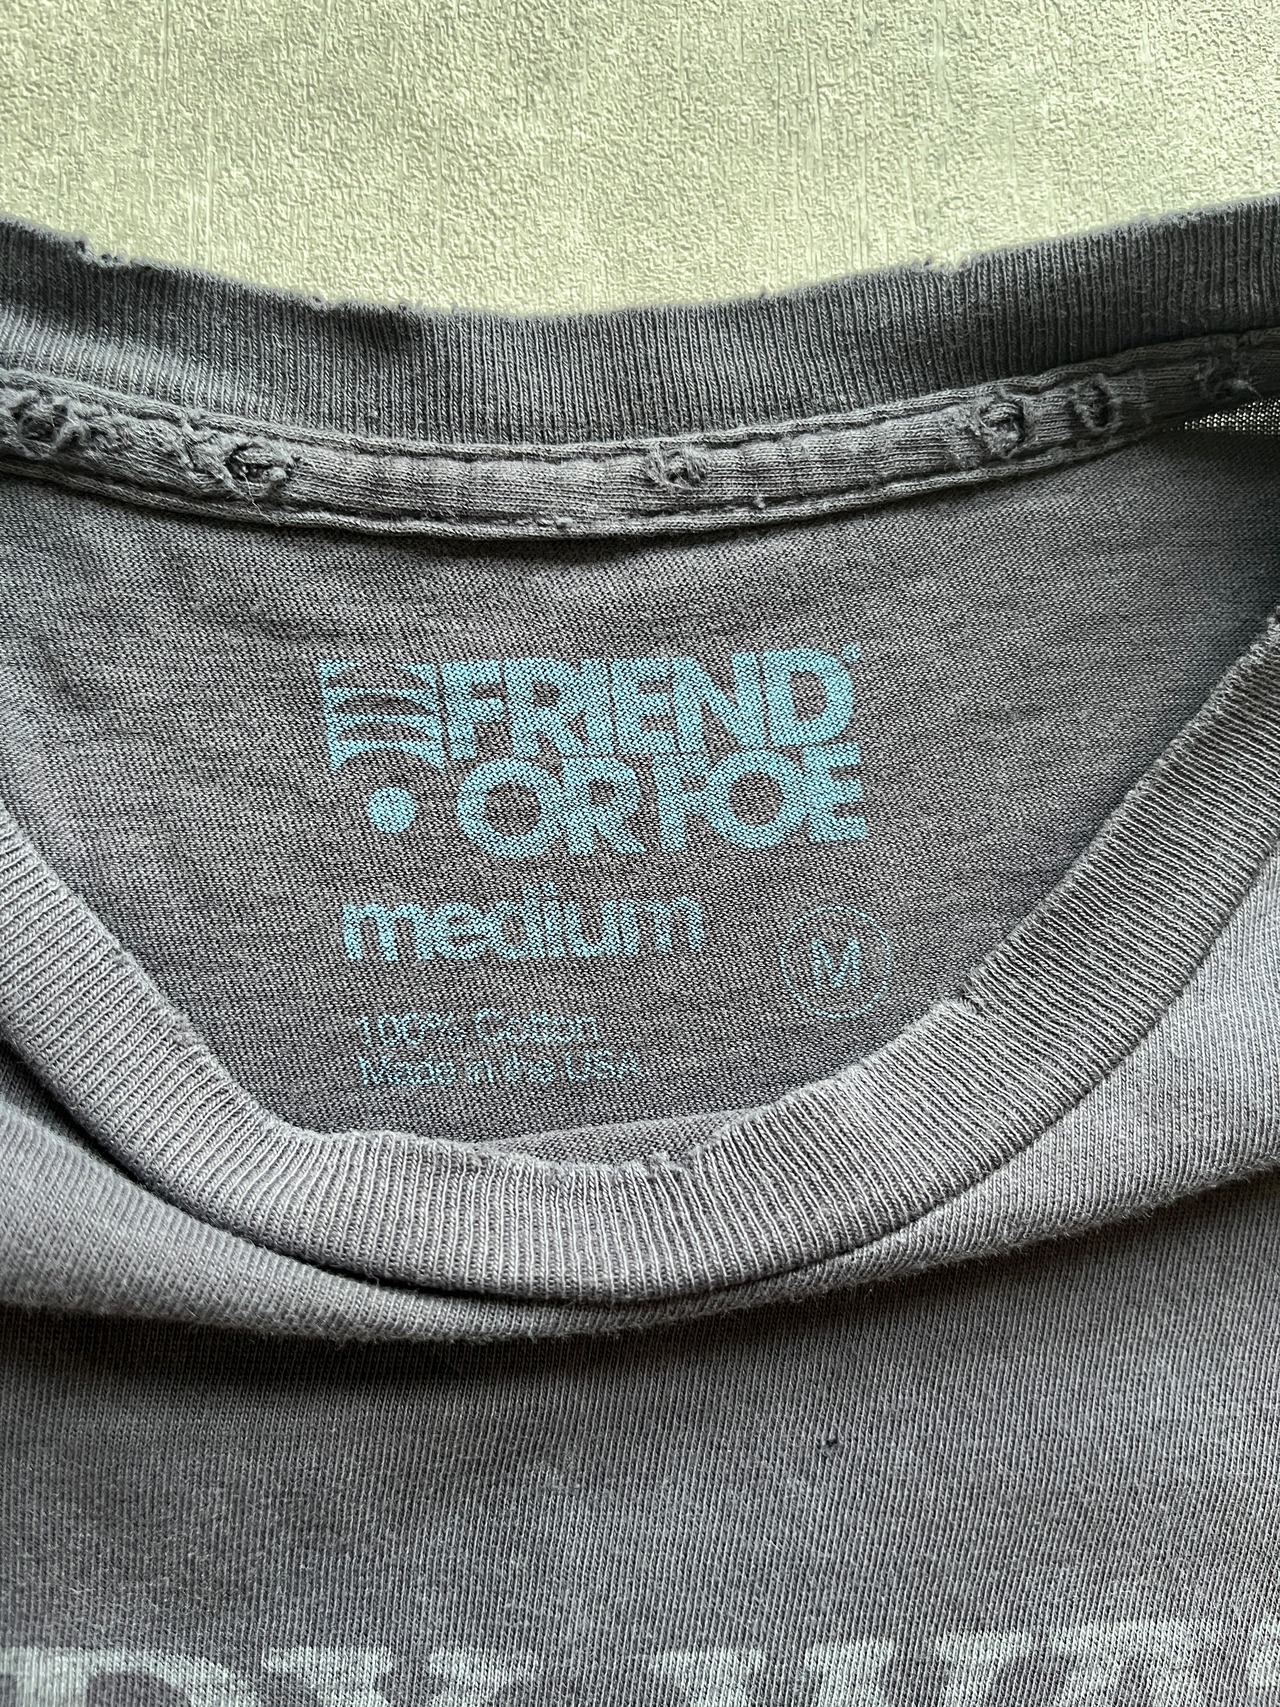 FRIEND
OR FOE
medium
M
100% Cotton
Made in the USA